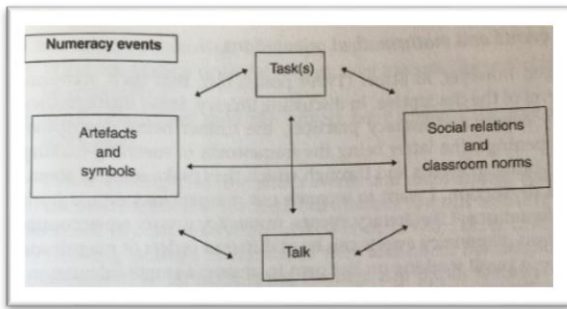 Numeracy events
Task(s)
Artefacts
and
symbols
Social relations
and
classroom norms
Talk